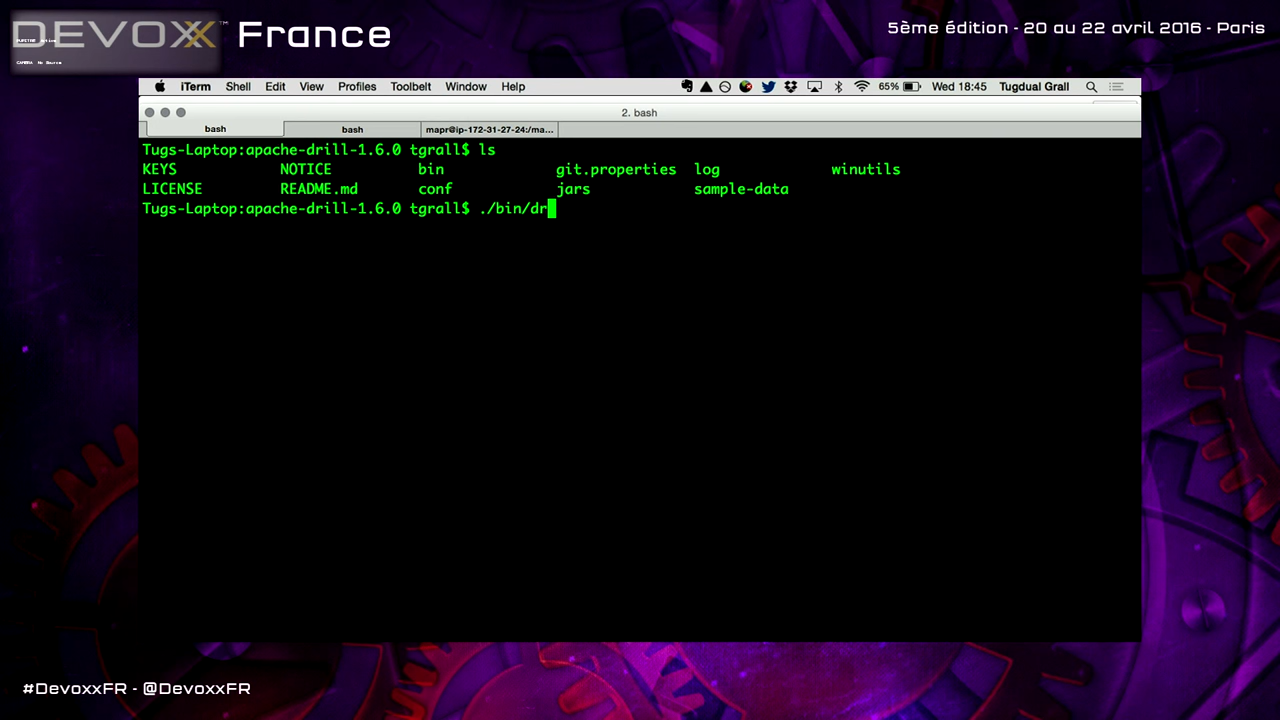 DEVOXX™ France
5ème édition - 20 au 22 avril 2016 - Paris
iTerm Shell Edit View Profiles Toolbelt Window Help 65% Wed 18:45 Tugdual Grall
2. bash
bash bash mapr@ip-172-31-27-24:/ma...
Tugs-Laptop:apache-drill-1.6.0 tgrall$ ls
KEYS NOTICE bin git.properties log winutils
LICENSE README.md conf jars sample-data
Tugs-Laptop:apache-drill-1.6.0 tgrall$ ./bin/dr
#DevoxxFR - @DevoxxFR